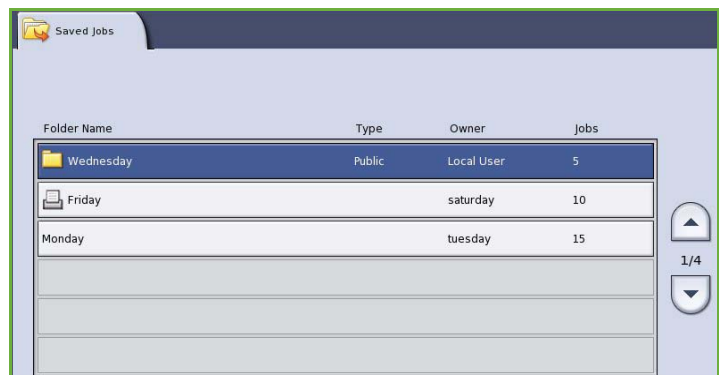 Saved Jobs
Folder Name Type Owner Jobs
Wednesday Public Local User 5
Friday saturday 10
Monday tuesday 15
1/4